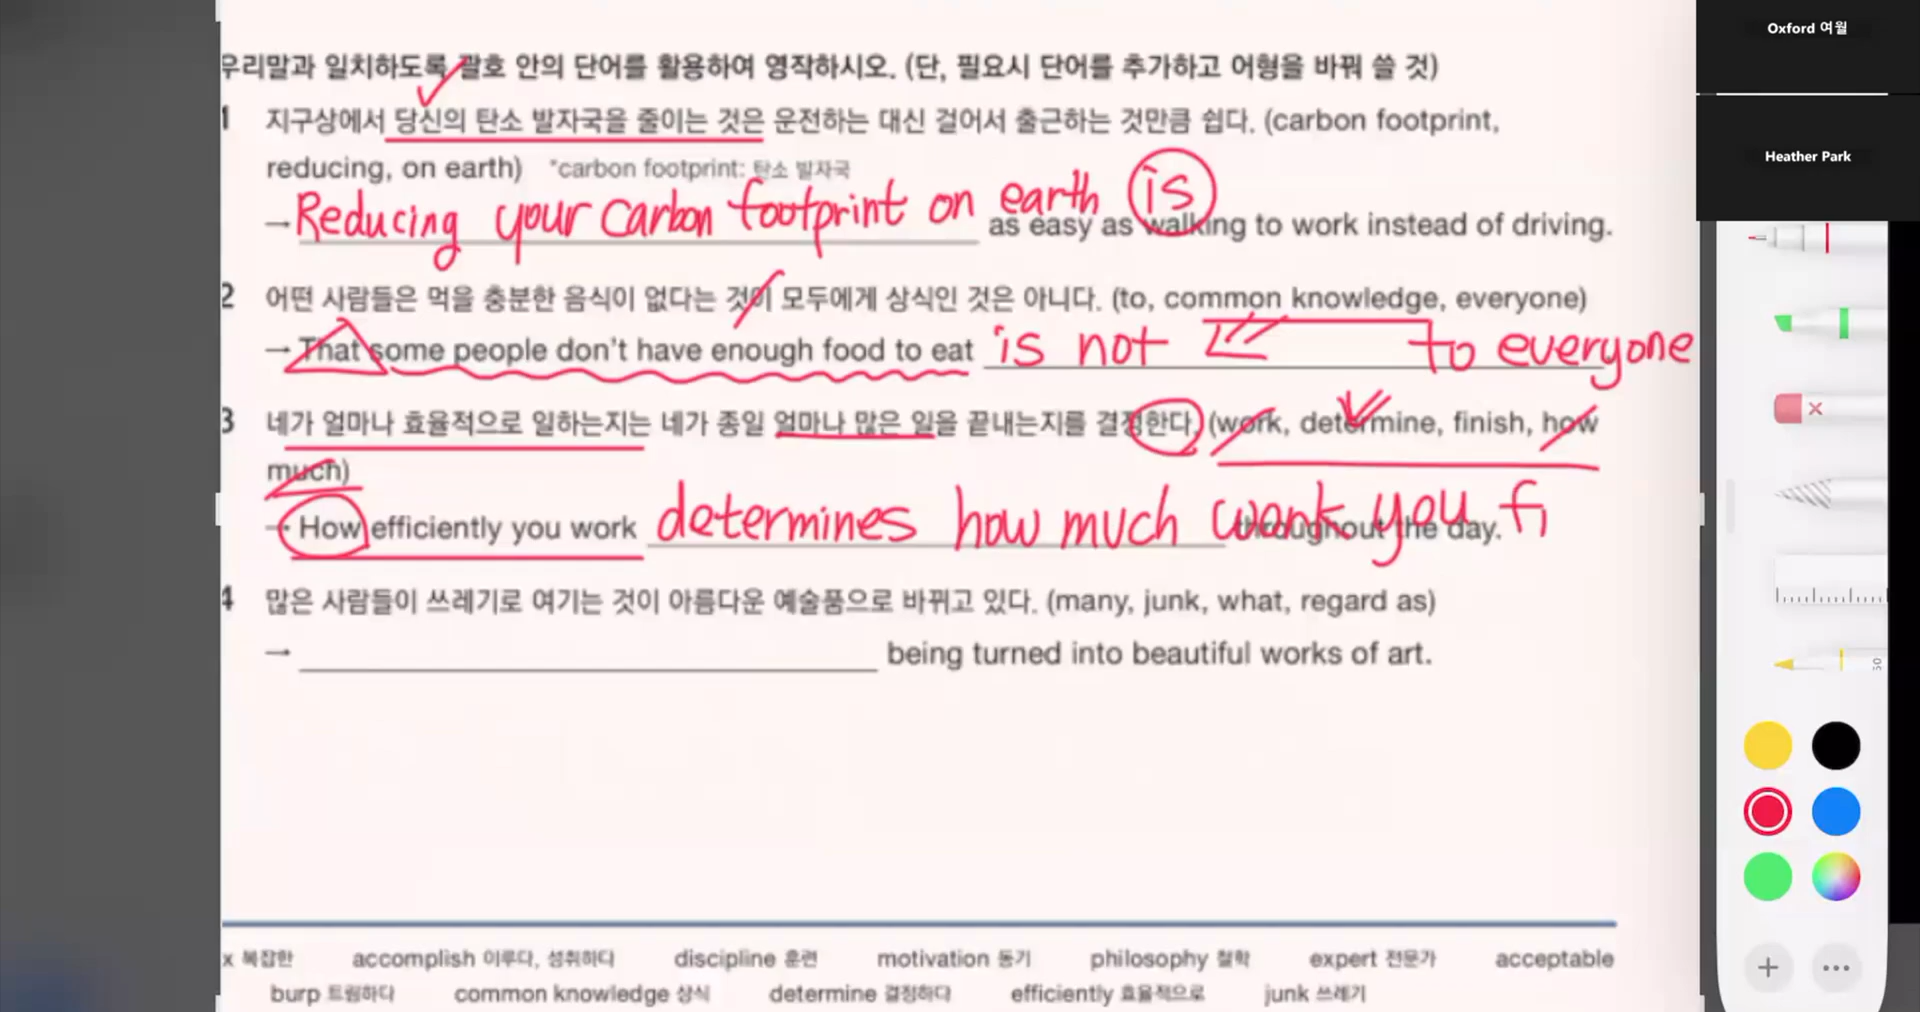 Oxford 여월
Heather Park
우리말과 일치하도록 괄호 안의 단어를 활용하여 영작하시오. (단, 필요시 단어를 추가하고 어형을 바꿔 쓸 것)
1 지구상에서 당신의 탄소 발자국을 줄이는 것은 운전하는 대신 걸어서 출근하는 것만큼 쉽다. (carbon footprint,
reducing, on earth) *carbon footprint: 탄소 발자국
→ Reducing your carbon footprint on earth is as easy as walking to work instead of driving.
2 어떤 사람들은 먹을 충분한 음식이 없다는 것이 모두에게 상식인 것은 아니다. (to, common knowledge, everyone)
→ That some people don't have enough food to eat is not to everyone
3 네가 얼마나 효율적으로 일하는지는 네가 종일 얼마나 많은 일을 끝내는지를 결정한다. (work, determine, finish, how
much)
→ How efficiently you work determines how much work you fi throughout the day.
4 많은 사람들이 쓰레기로 여기는 것이 아름다운 예술품으로 바뀌고 있다. (many, junk, what, regard as)
→ being turned into beautiful works of art.
x 복잡한 accomplish 이루다, 성취하다 discipline 훈련 motivation 동기 philosophy 철학 expert 전문가 acceptable
burp 트림하다 common knowledge 상식 determine 결정하다 efficiently 효율적으로 junk 쓰레기
50